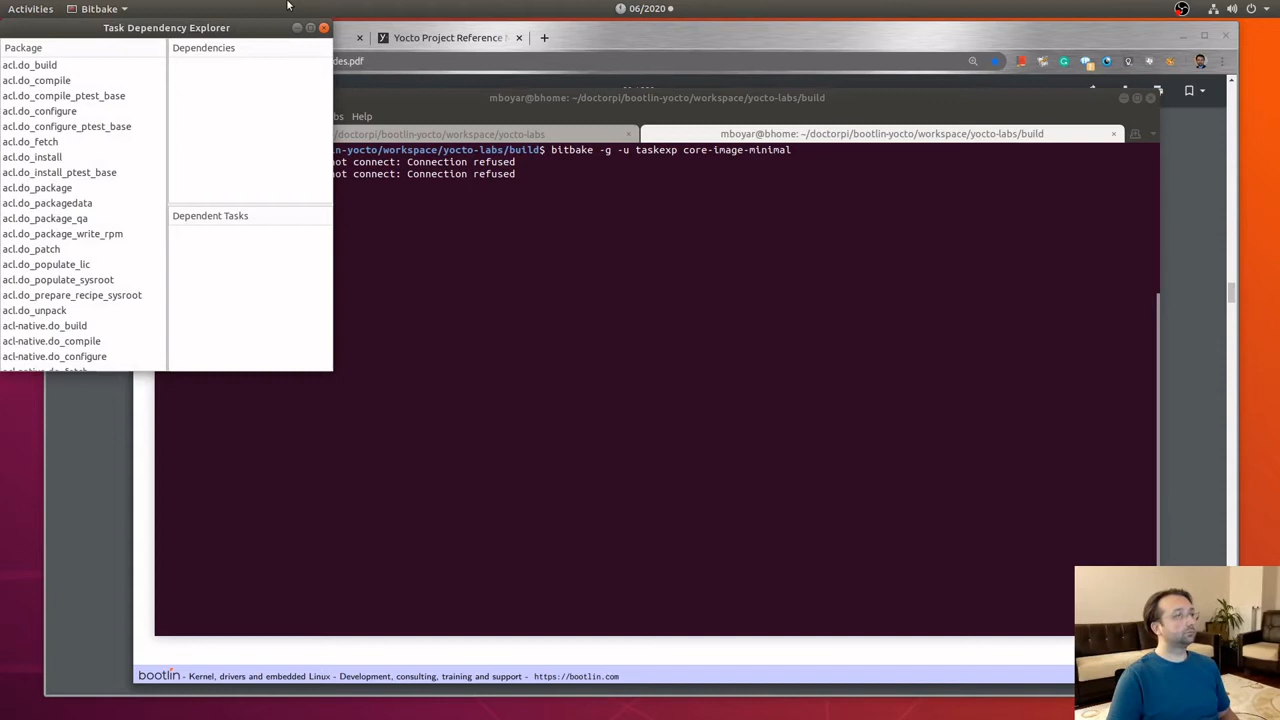 Activities
Bitbake
06/2020
Task Dependency Explorer
Package
Dependencies
acl.do_build
acl.do_compile
acl.do_compile_ptest_base
acl.do_configure
acl.do_configure_ptest_base
acl.do_fetch
acl.do_install
acl.do_install_ptest_base
acl.do_package
acl.do_packagedata
acl.do_package_qa
acl.do_package_write_rpm
acl.do_patch
acl.do_populate_lic
acl.do_populate_sysroot
acl.do_prepare_recipe_sysroot
acl.do_unpack
acl-native.do_build
acl-native.do_compile
acl-native.do_configure
Dependent Tasks
Yocto Project Reference
des.pdf
mboyar@bhome: ~/doctorpi/bootlin-yocto/workspace/yocto-labs/build
bs Help
/doctorpi/bootlin-yocto/workspace/yocto-labs
mboyar@bhome: ~/doctorpi/bootlin-yocto/workspace/yocto-labs/build
in-yocto/workspace/yocto-labs/build$ bitbake -g -u taskexp core-image-minimal
not connect: Connection refused
not connect: Connection refused
bootlin - Kernel, drivers and embedded Linux - Development, consulting, training and support - https://bootlin.com